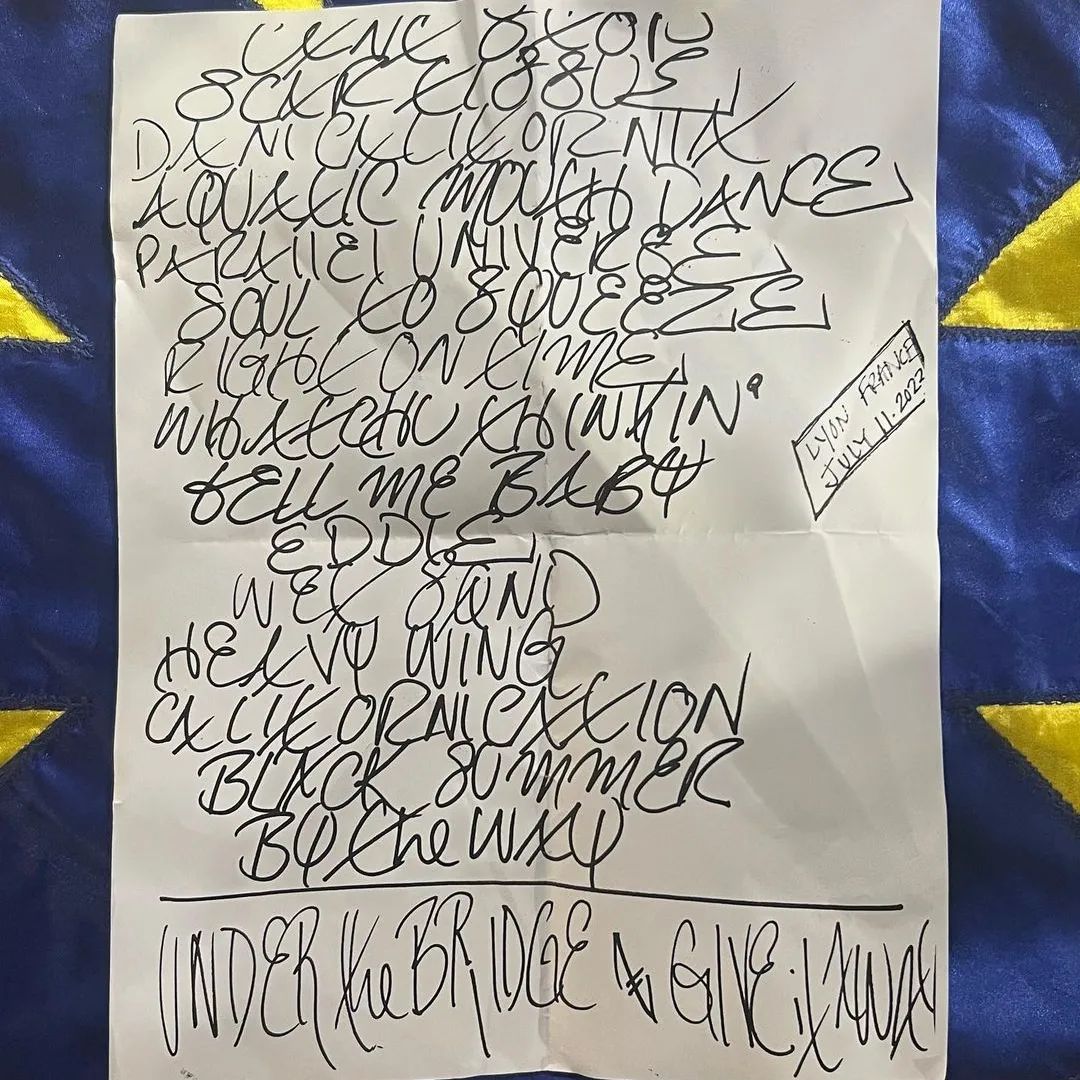 CANT STOP
SCAR TISSUE
DANI CALIFORNIA
AQUATIC MOUTH DANCE
PARALLEL UNIVERSE
SOUL TO SQUEEZE
RIGHT ON TIME
WHATCHU THINKIN'
TELL ME BABY
EDDIE
WET SAND
HEAVY WING
CALIFORNICATION
BLACK SUMMER
BY the WAY
UNDER the BRIDGE & GIVE it AWAY
LYON FRANCE
JULY 11.2022